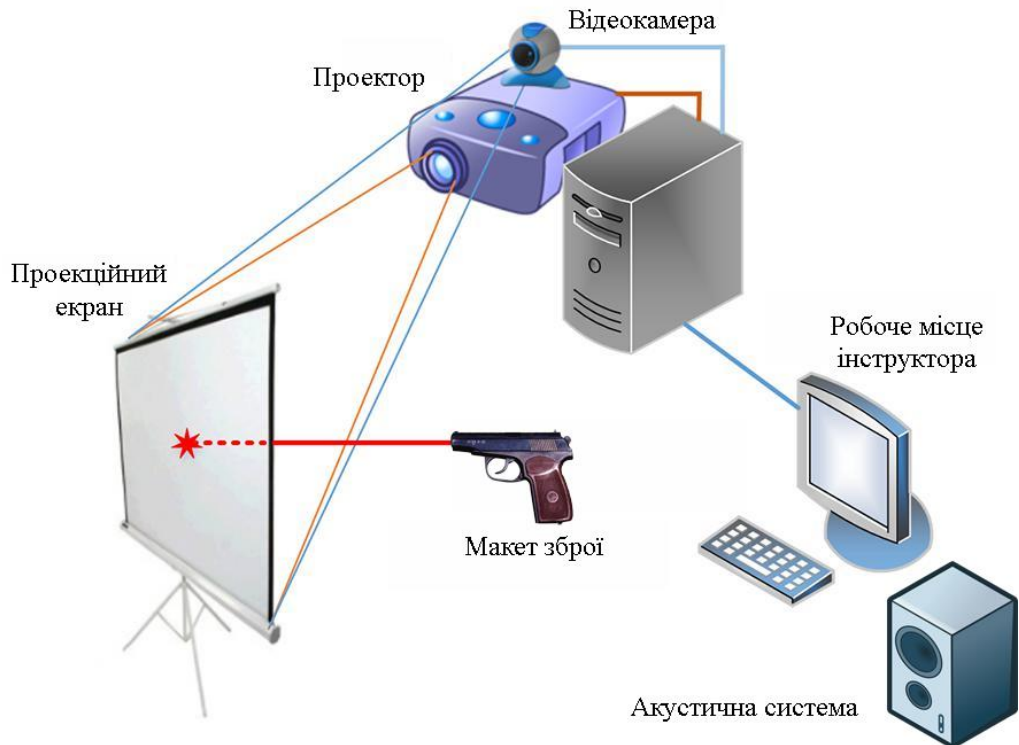 Відеокамера
Проектор
Проекційний
екран
Робоче місце
інструктора
Макет зброї
Акустична система